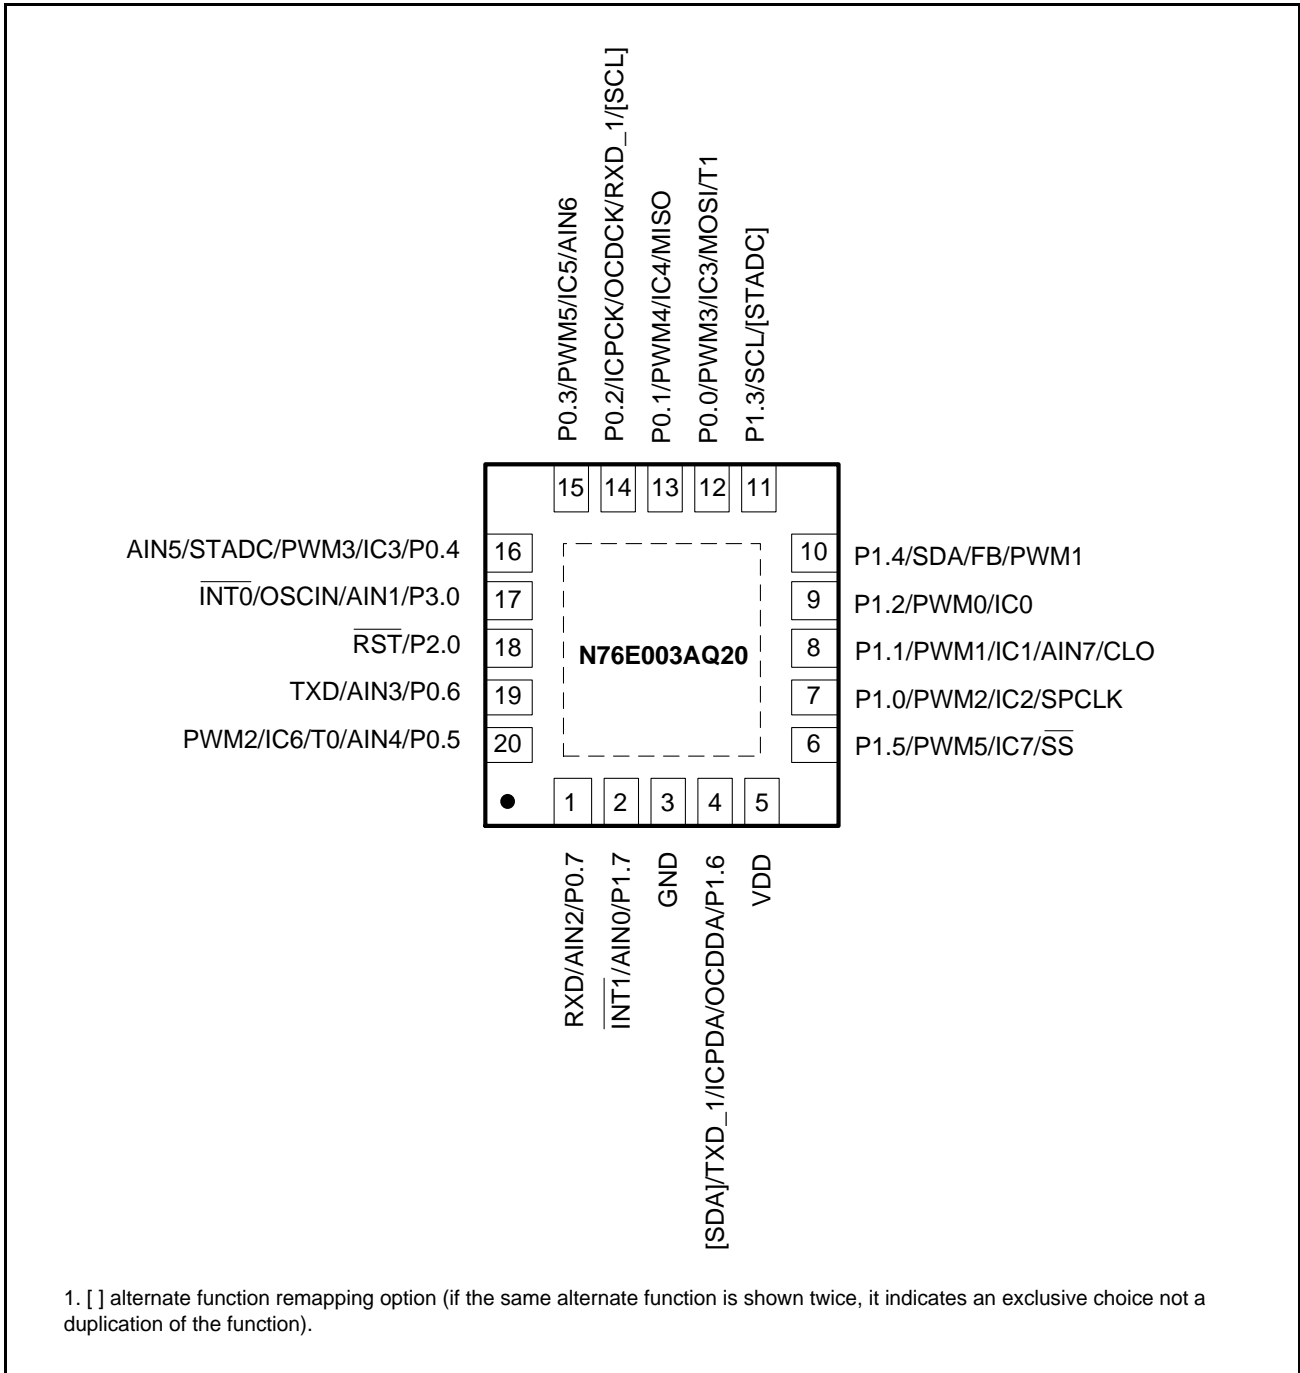 P0.3/PWM5/IC5/AIN6
P0.2/ICPCK/OCDCK/RXD_1/[SCL]
P0.1/PWM4/IC4/MISO
P0.0/PWM3/IC3/MOSI/T1
P1.3/SCL/[STADC]
15 14 13 12 11
AIN5/STADC/PWM3/IC3/P0.4 16
INT0/OSCIN/AIN1/P3.0 17
RST/P2.0 18
TXD/AIN3/P0.6 19
PWM2/IC6/T0/AIN4/P0.5 20
N76E003AQ20
10 P1.4/SDA/FB/PWM1
9 P1.2/PWM0/IC0
8 P1.1/PWM1/IC1/AIN7/CLO
7 P1.0/PWM2/IC2/SPCLK
6 P1.5/PWM5/IC7/SS
1 2 3 4 5
RXD/AIN2/P0.7
INT1/AIN0/P1.7
GND
[SDA]/TXD_1/ICPDA/OCDDA/P1.6
VDD
1. [ ] alternate function remapping option (if the same alternate function is shown twice, it indicates an exclusive choice not a
duplication of the function).